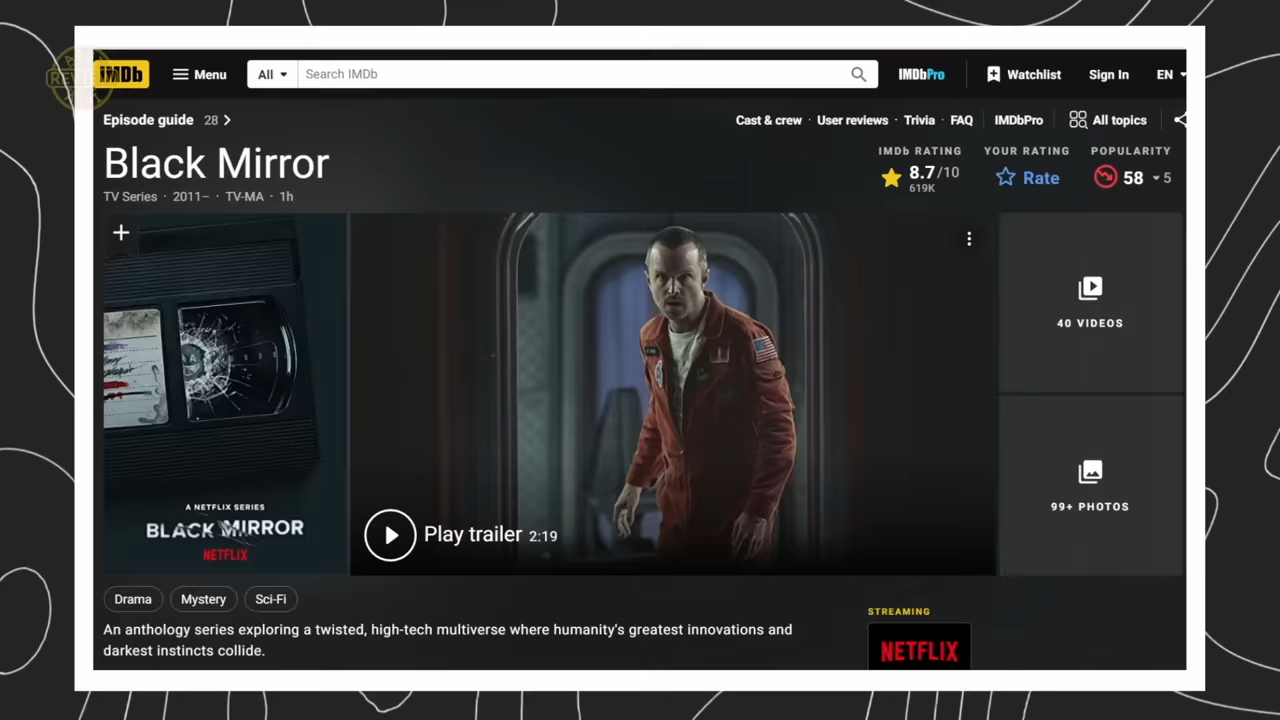 IMDb
Menu
All
Search IMDb
IMDbPro
Watchlist
Sign In
EN
Episode guide 28
Cast & crew · User reviews · Trivia · FAQ
IMDbPro
All topics
Black Mirror
TV Series · 2011– · TV-MA · 1h
IMDb RATING
8.7/10
619K
YOUR RATING
Rate
POPULARITY
58
5
A NETFLIX SERIES
BLACK MIRROR
NETFLIX
Play trailer 2:19
40 VIDEOS
99+ PHOTOS
Drama
Mystery
Sci-Fi
An anthology series exploring a twisted, high-tech multiverse where humanity's greatest innovations and
darkest instincts collide.
STREAMING
NETFLIX